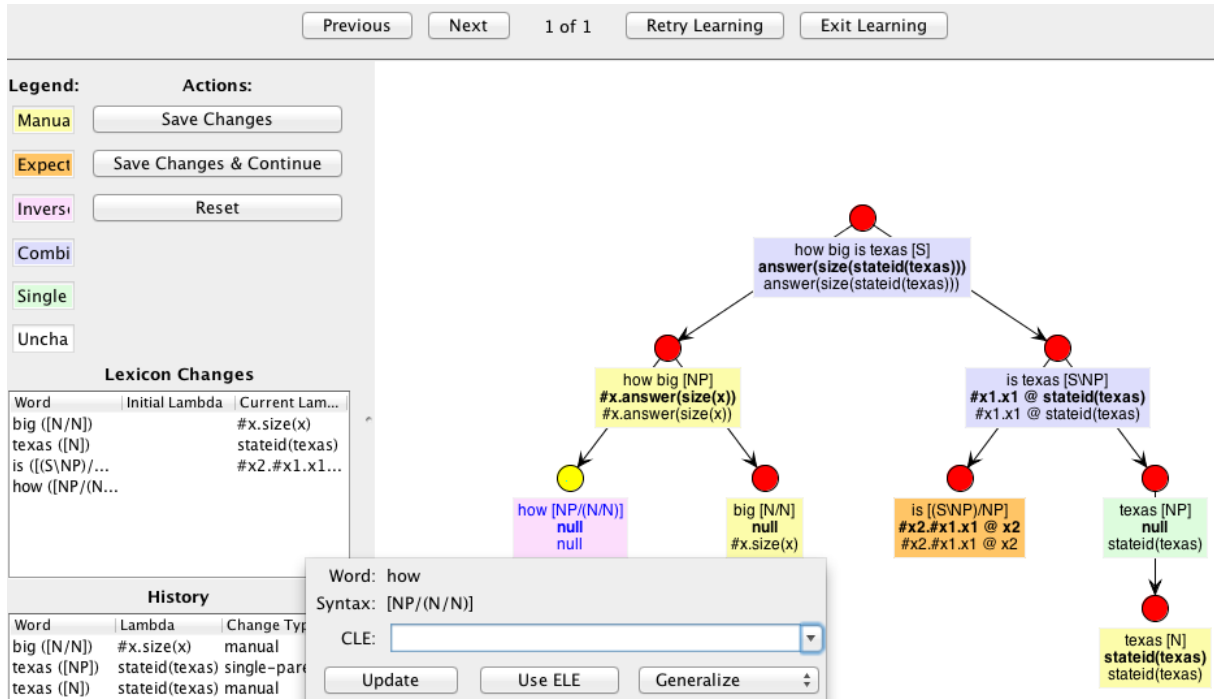 Previous Next 1 of 1 Retry Learning Exit Learning
Legend: Actions:
Manua Save Changes
Expect Save Changes & Continue
Invers Reset
Combi
Single
Uncha
Lexicon Changes
Word Initial Lambda Current Lam...
big ([N/N]) #x.size(x)
texas ([N]) stateid(texas)
is ([(S\NP)/... #x2.#x1.x1...
how ([NP/(N...
History
Word Lambda Change Typ
big ([N/N]) #x.size(x) manual
texas ([NP]) stateid(texas) single-pare
texas ([N]) stateid(texas) manual
how big is texas [S]
answer(size(stateid(texas)))
answer(size(stateid(texas)))
how big [NP]
#x.answer(size(x))
#x.answer(size(x))
is texas [S\NP]
#x1.x1 @ stateid(texas)
#x1.x1 @ stateid(texas)
how [NP/(N/N)]
null
null
big [N/N]
null
#x.size(x)
is [(S\NP)/NP]
#x2.#x1.x1 @ x2
#x2.#x1.x1 @ x2
texas [NP]
null
stateid(texas)
texas [N]
stateid(texas)
stateid(texas)
Word: how
Syntax: [NP/(N/N)]
CLE:
Update Use ELE Generalize